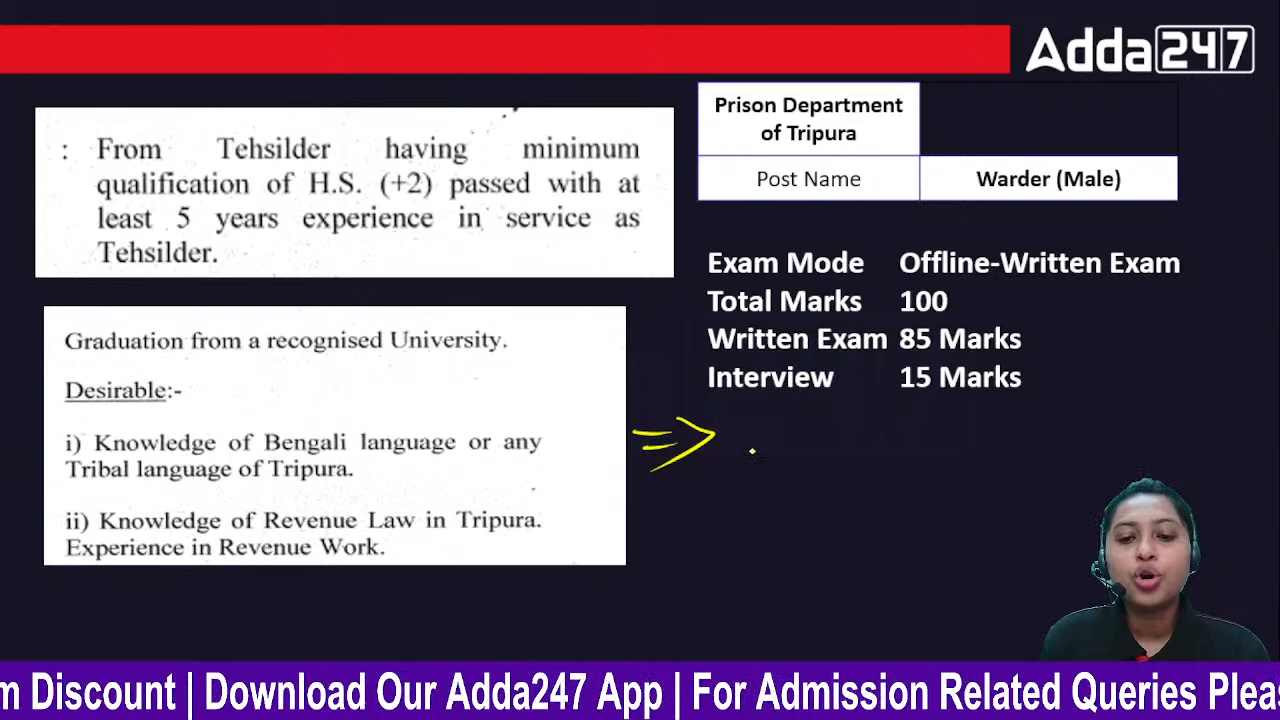 Adda247
: From Tehsilder having minimum
qualification of H.S. (+2) passed with at
least 5 years experience in service as
Tehsilder.
Graduation from a recognised University.
Desirable:-
i) Knowledge of Bengali language or any
Tribal language of Tripura.
ii) Knowledge of Revenue Law in Tripura.
Experience in Revenue Work.
Prison Department
of Tripura
Post Name Warder (Male)
Exam Mode Offline-Written Exam
Total Marks 100
Written Exam 85 Marks
Interview 15 Marks
m Discount | Download Our Adda247 App | For Admission Related Queries Pleas